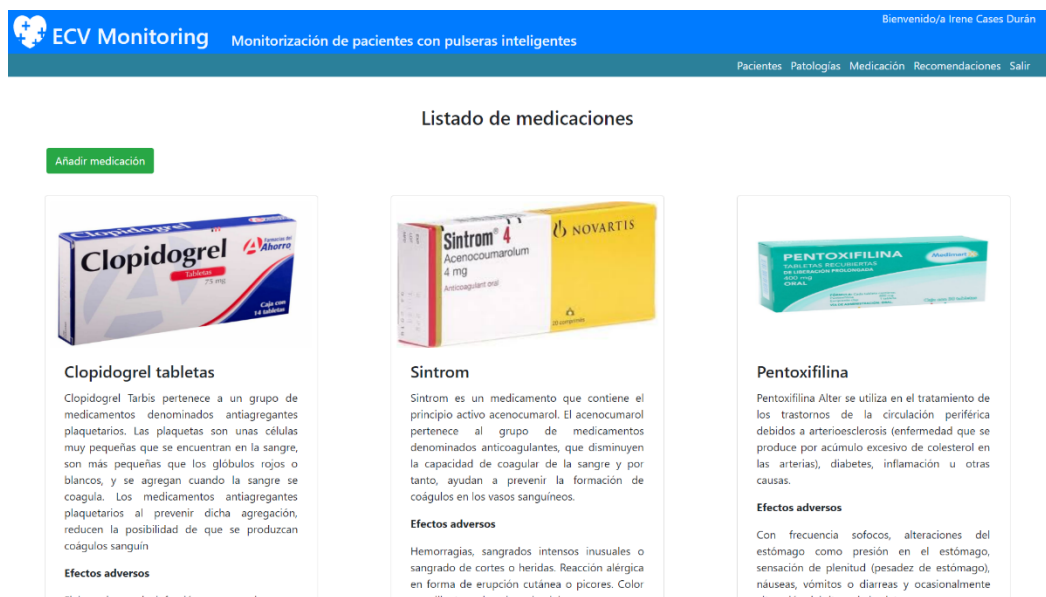 Bienvenido/a Irene Cases Durán
ECV Monitoring
Monitorización de pacientes con pulseras inteligentes
Pacientes Patologías Medicación Recomendaciones Salir
Listado de medicaciones
Añadir medicación
Clopidogrel
Clopidogrel
Tabletas
75 mg
Farmacias del
Ahorro
Caja con
14 tabletas
Sintrom® 4
Acenocoumarolum
4 mg
Anticoagulant oral
NOVARTIS
20 comprimés
PENTOXIFILINA
TABLETAS RECUBIERTAS
DE LIBERACIÓN PROLONGADA
400 mg
ORAL
Medimart
Clopidogrel tabletas
Clopidogrel Tarbis pertenece a un grupo de
medicamentos denominados antiagregantes
plaquetarios. Las plaquetas son unas células
muy pequeñas que se encuentran en la sangre,
son más pequeñas que los glóbulos rojos o
blancos, y se agregan cuando la sangre se
coagula. Los medicamentos antiagregantes
plaquetarios al prevenir dicha agregación,
reducen la posibilidad de que se produzcan
coágulos sanguín
Efectos adversos
Sintrom
Sintrom es un medicamento que contiene el
principio activo acenocumarol. El acenocumarol
pertenece al grupo de medicamentos
denominados anticoagulantes, que disminuyen
la capacidad de coagular de la sangre y por
tanto, ayudan a prevenir la formación de
coágulos en los vasos sanguíneos.
Efectos adversos
Hemorragias, sangrados intensos inusuales o
sangrado de cortes o heridas. Reacción alérgica
en forma de erupción cutánea o picores. Color
Pentoxifilina
Pentoxifilina Alter se utiliza en el tratamiento de
los trastornos de la circulación periférica
debidos a arterioesclerosis (enfermedad que se
produce por acúmulo excesivo de colesterol en
las arterias), diabetes, inflamación u otras
causas.
Efectos adversos
Con frecuencia sofocos, alteraciones del
estómago como presión en el estómago,
sensación de plenitud (pesadez de estómago),
náuseas, vómitos o diarreas y ocasionalmente